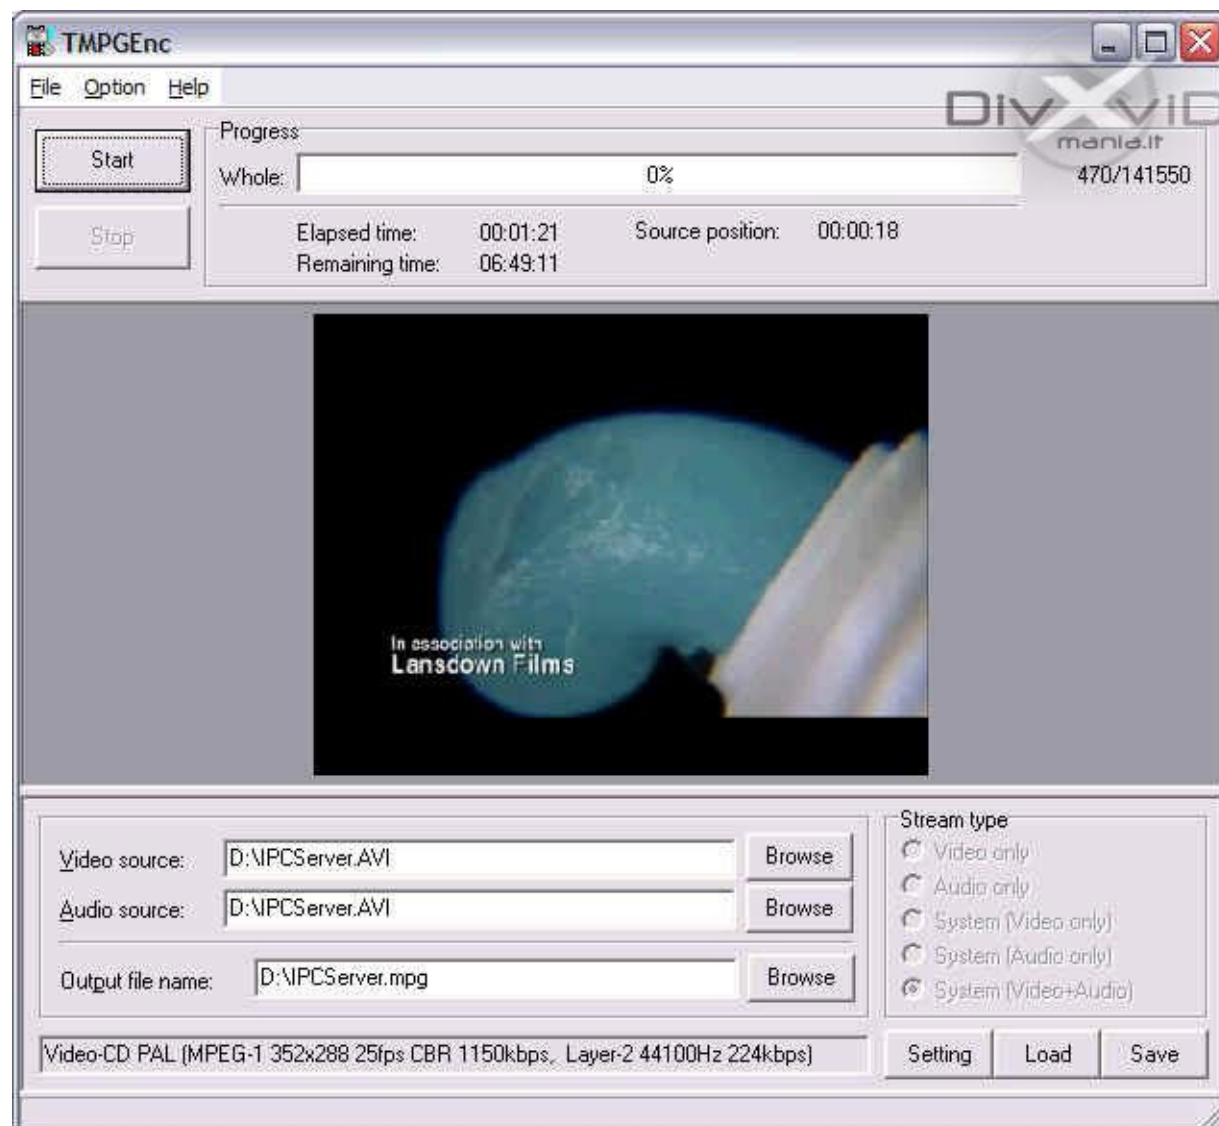 TMPGEnc
File Option Help
DivXviD
mania.it
Start
Progress
Whole: 0% 470/141550
Stop
Elapsed time: 00:01:21 Source position: 00:00:18
Remaining time: 06:49:11
In association with
Lansdown Films
Video source: D:\IPCServer.AVI Browse
Audio source: D:\IPCServer.AVI Browse
Output file name: D:\IPCServer.mpg Browse
Stream type
Video only
Audio only
System (Video only)
System (Audio only)
System (Video+Audio)
Video-CD PAL (MPEG-1 352x288 25fps CBR 1150kbps, Layer-2 44100Hz 224kbps)
Setting Load Save